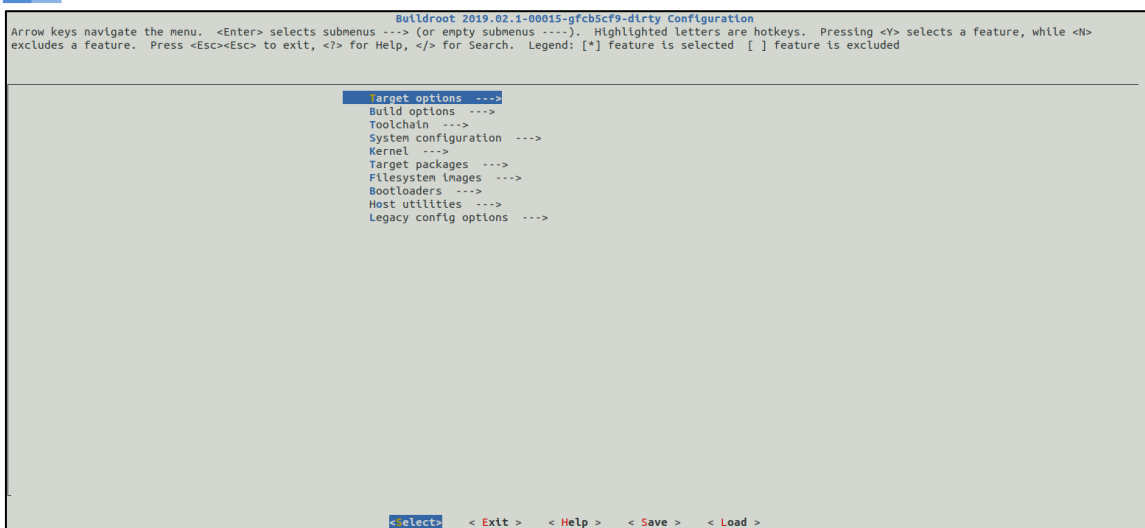 Buildroot 2019.02.1-00015-gfcb5cf9-dirty Configuration
Arrow keys navigate the menu.  <Enter> selects submenus ---> (or empty submenus ----).  Highlighted letters are hotkeys.  Pressing <Y> selects a feature, while <N>
excludes a feature.  Press <Esc><Esc> to exit, <?> for Help, </> for Search.  Legend: [*] feature is selected  [ ] feature is excluded
Target options  --->
Build options  --->
Toolchain  --->
System configuration  --->
Kernel  --->
Target packages  --->
Filesystem images  --->
Bootloaders  --->
Host utilities  --->
Legacy config options  --->
<Select>    < Exit >    < Help >    < Save >    < Load >